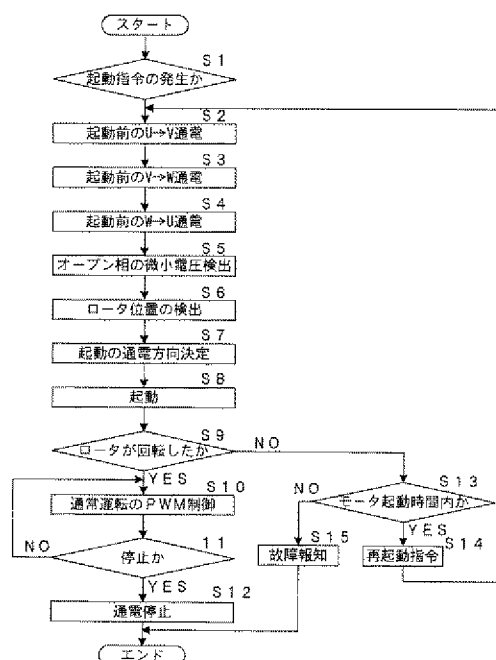 スタート
S1
起動指令の発生か
S2
起動前のU→V通電
S3
起動前のV→W通電
S4
起動前のW→U通電
S5
オープン相の微小電圧検出
S6
ロータ位置の検出
S7
起動の通電方向決定
S8
起動
S9
ロータが回転したか
NO
YES
S10
通常運転のPWM制御
S13
モータ起動時間内か
NO
YES
11
停止か
NO
YES
S15
故障報知
S14
再起動指令
S12
通電停止
エンド